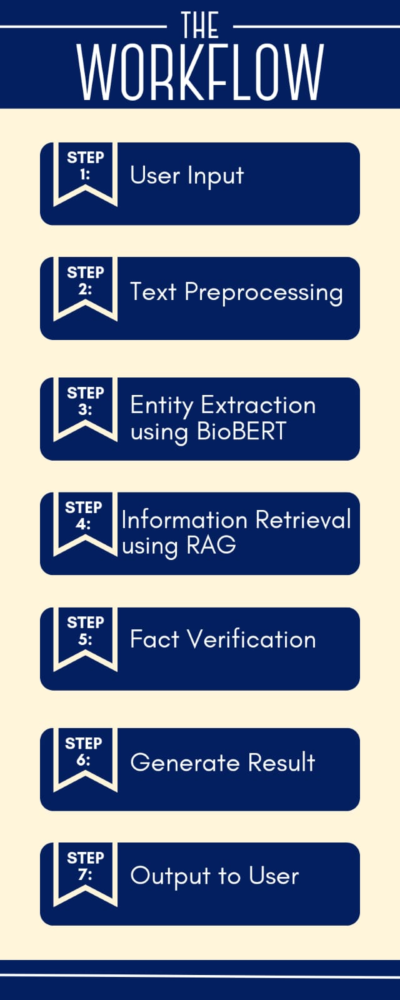 THE
WORKFLOW
STEP
1:
User Input
STEP
2:
Text Preprocessing
STEP
3:
Entity Extraction
using BioBERT
STEP
4:
Information Retrieval
using RAG
STEP
5:
Fact Verification
STEP
6:
Generate Result
STEP
7:
Output to User